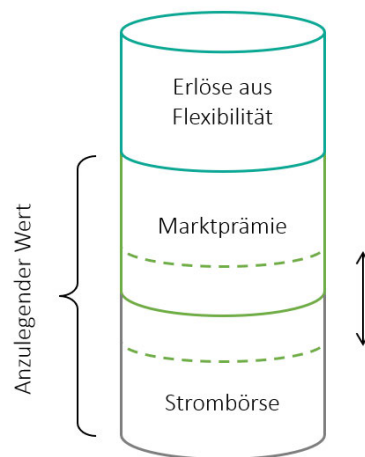 Erlöse aus
Flexibilität
Marktprämie
Anzulegender Wert
Strombörse